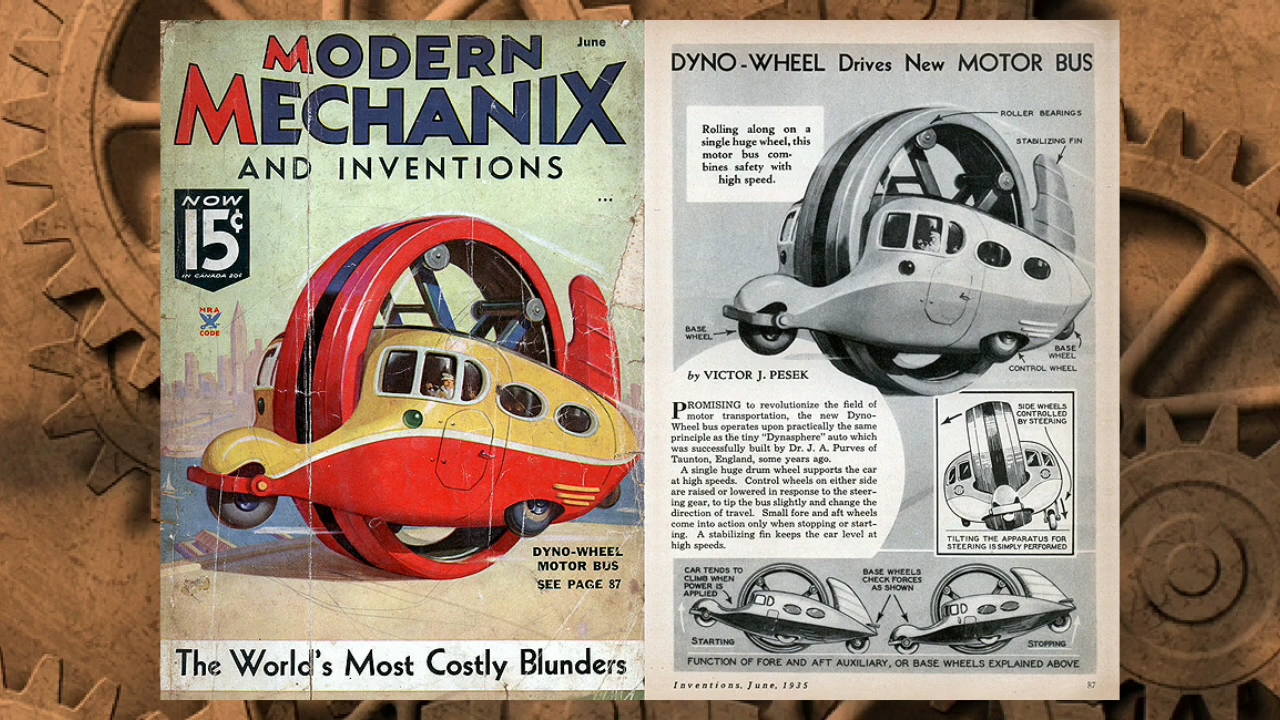 MODERN
June
MECHANIX
AND INVENTIONS
NOW
15¢
IN CANADA 20¢
NRA
CODE
DYNO-WHEEL
MOTOR BUS
SEE PAGE 87
The World's Most Costly Blunders
DYNO-WHEEL Drives New MOTOR BUS
Rolling along on a
single huge wheel, this
motor bus com-
bines safety with
high speed.
ROLLER BEARINGS
STABILIZING FIN
BASE
WHEEL
BASE
WHEEL
CONTROL WHEEL
by VICTOR J. PESEK
PROMISING to revolutionize the field of
motor transportation, the new Dyno-
Wheel bus operates upon practically the same
principle as the tiny "Dynasphere" auto which
was successfully built by Dr. J. A. Purves of
Taunton, England, some years ago.
A single huge drum wheel supports the car
at high speeds. Control wheels on either side
are raised or lowered in response to the steer-
ing gear, to tip the bus slightly and change the
direction of travel. Small fore and aft wheels
come into action only when stopping or start-
ing. A stabilizing fin keeps the car level at
high speeds.
SIDE WHEELS
CONTROLLED
BY STEERING
TILTING THE APPARATUS FOR
STEERING IS SIMPLY PERFORMED
CAR TENDS TO
CLIMB WHEN
POWER IS
APPLIED
BASE WHEELS
CHECK FORCES
AS SHOWN
STARTING
STOPPING
FUNCTION OF FORE AND AFT AUXILIARY, OR BASE WHEELS EXPLAINED ABOVE
Inventions, June, 1935
87